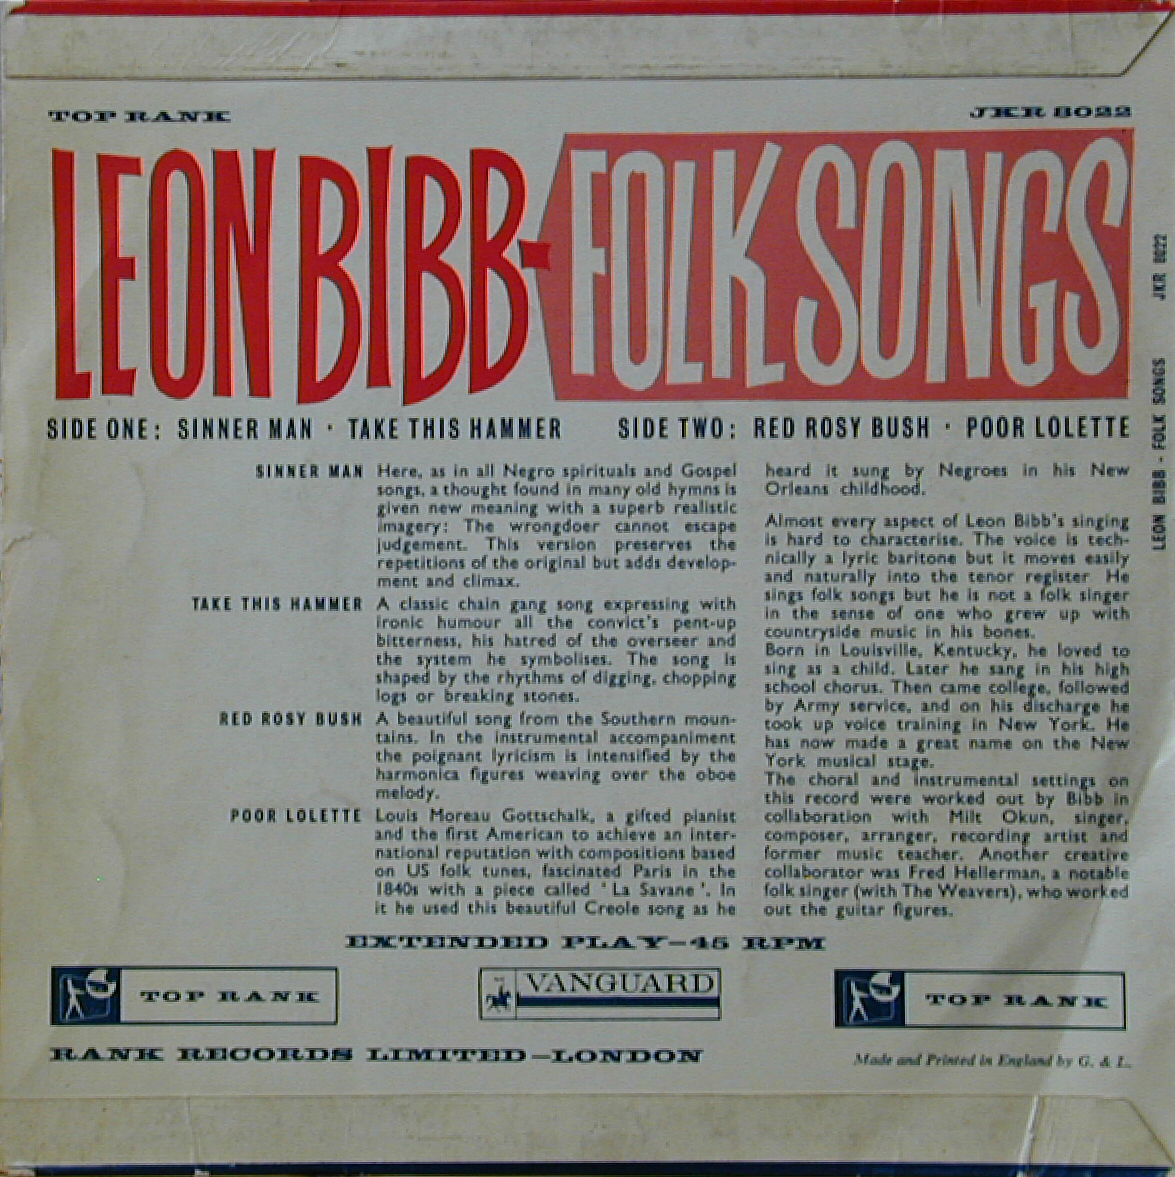 TOP RANK
JKR 8022
LEON BIBB - FOLK SONGS
SIDE ONE: SINNER MAN · TAKE THIS HAMMER
SIDE TWO: RED ROSY BUSH · POOR LOLETTE
SINNER MAN
Here, as in all Negro spirituals and Gospel
songs, a thought found in many old hymns is
given new meaning with a superb realistic
imagery: The wrongdoer cannot escape
judgement. This version preserves the
repetitions of the original but adds develop-
ment and climax.
TAKE THIS HAMMER
A classic chain gang song expressing with
ironic humour all the convict's pent-up
bitterness, his hatred of the overseer and
the system he symbolises. The song is
shaped by the rhythms of digging, chopping
logs or breaking stones.
RED ROSY BUSH
A beautiful song from the Southern moun-
tains. In the instrumental accompaniment
the poignant lyricism is intensified by the
harmonica figures weaving over the oboe
melody.
POOR LOLETTE
Louis Moreau Gottschalk, a gifted pianist
and the first American to achieve an inter-
national reputation with compositions based
on US folk tunes, fascinated Paris in the
1840s with a piece called ' La Savane '. In
it he used this beautiful Creole song as he
heard it sung by Negroes in his New
Orleans childhood.
Almost every aspect of Leon Bibb's singing
is hard to characterise. The voice is tech-
nically a lyric baritone but it moves easily
and naturally into the tenor register He
sings folk songs but he is not a folk singer
in the sense of one who grew up with
countryside music in his bones.
Born in Louisville, Kentucky, he loved to
sing as a child. Later he sang in his high
school chorus. Then came college, followed
by Army service, and on his discharge he
took up voice training in New York. He
has now made a great name on the New
York musical stage.
The choral and instrumental settings on
this record were worked out by Bibb in
collaboration with Milt Okun, singer,
composer, arranger, recording artist and
former music teacher. Another creative
collaborator was Fred Hellerman, a notable
folk singer (with The Weavers), who worked
out the guitar figures.
EXTENDED PLAY—45 RPM
TOP RANK
VANGUARD
TOP RANK
RANK RECORDS LIMITED—LONDON
Made and Printed in England by G. & L.
LEON BIBB - FOLK SONGS JKR 8022